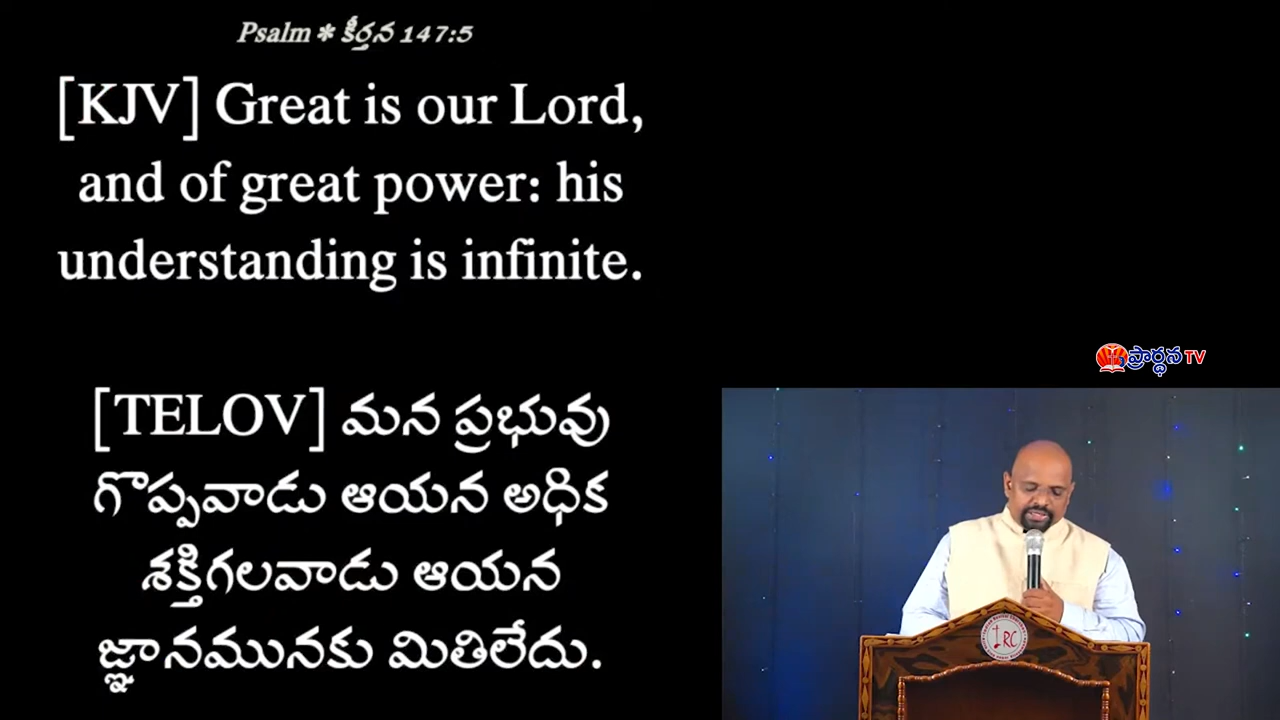 Psalm * కీర్తన 147:5
[KJV] Great is our Lord,
and of great power: his
understanding is infinite.
[TELOV] మన ప్రభువు
గొప్పవాడు ఆయన అధిక
శక్తిగలవాడు ఆయన
జ్ఞానమునకు మితిలేదు.
ప్రార్థన TV
RC